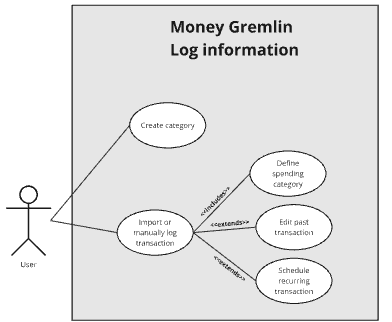 Money Gremlin
Log information
Create category
Define
spending
category
<<includes>>
Import or
manually log
transaction
<<extends>>
Edit past
transaction
<<extends>>
Schedule
recurring
transaction
User